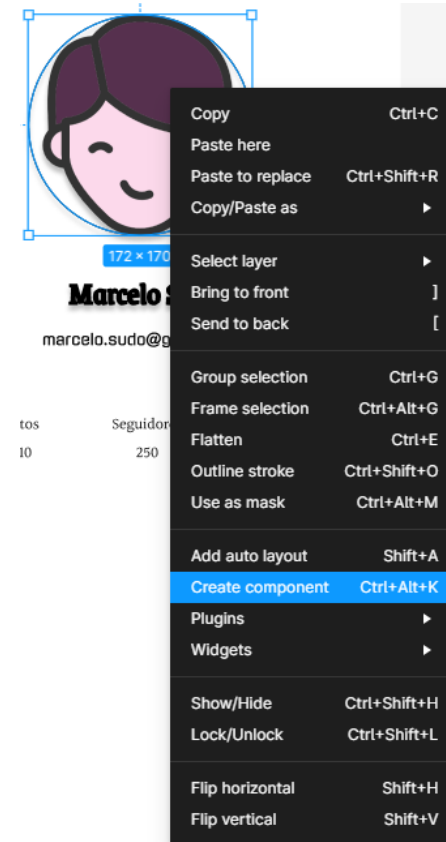 Copy Ctrl+C
Paste here
Paste to replace Ctrl+Shift+R
Copy/Paste as
172 × 170
Select layer
Marcelo
Bring to front ]
Send to back [
marcelo.sudo@g
Group selection Ctrl+G
Frame selection Ctrl+Alt+G
tos Seguidor
Flatten Ctrl+E
250
Outline stroke Ctrl+Shift+O
Use as mask Ctrl+Alt+M
Add auto layout Shift+A
Create component Ctrl+Alt+K
Plugins
Widgets
Show/Hide Ctrl+Shift+H
Lock/Unlock Ctrl+Shift+L
Flip horizontal Shift+H
Flip vertical Shift+V